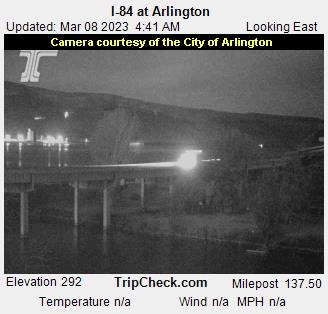 I-84 at Arlington
Updated: Mar 08 2023 4:41 AM Looking East
Camera courtesy of the City of Arlington
Elevation 292 TripCheck.com Milepost 137.50
Temperature n/a Wind n/a MPH n/a